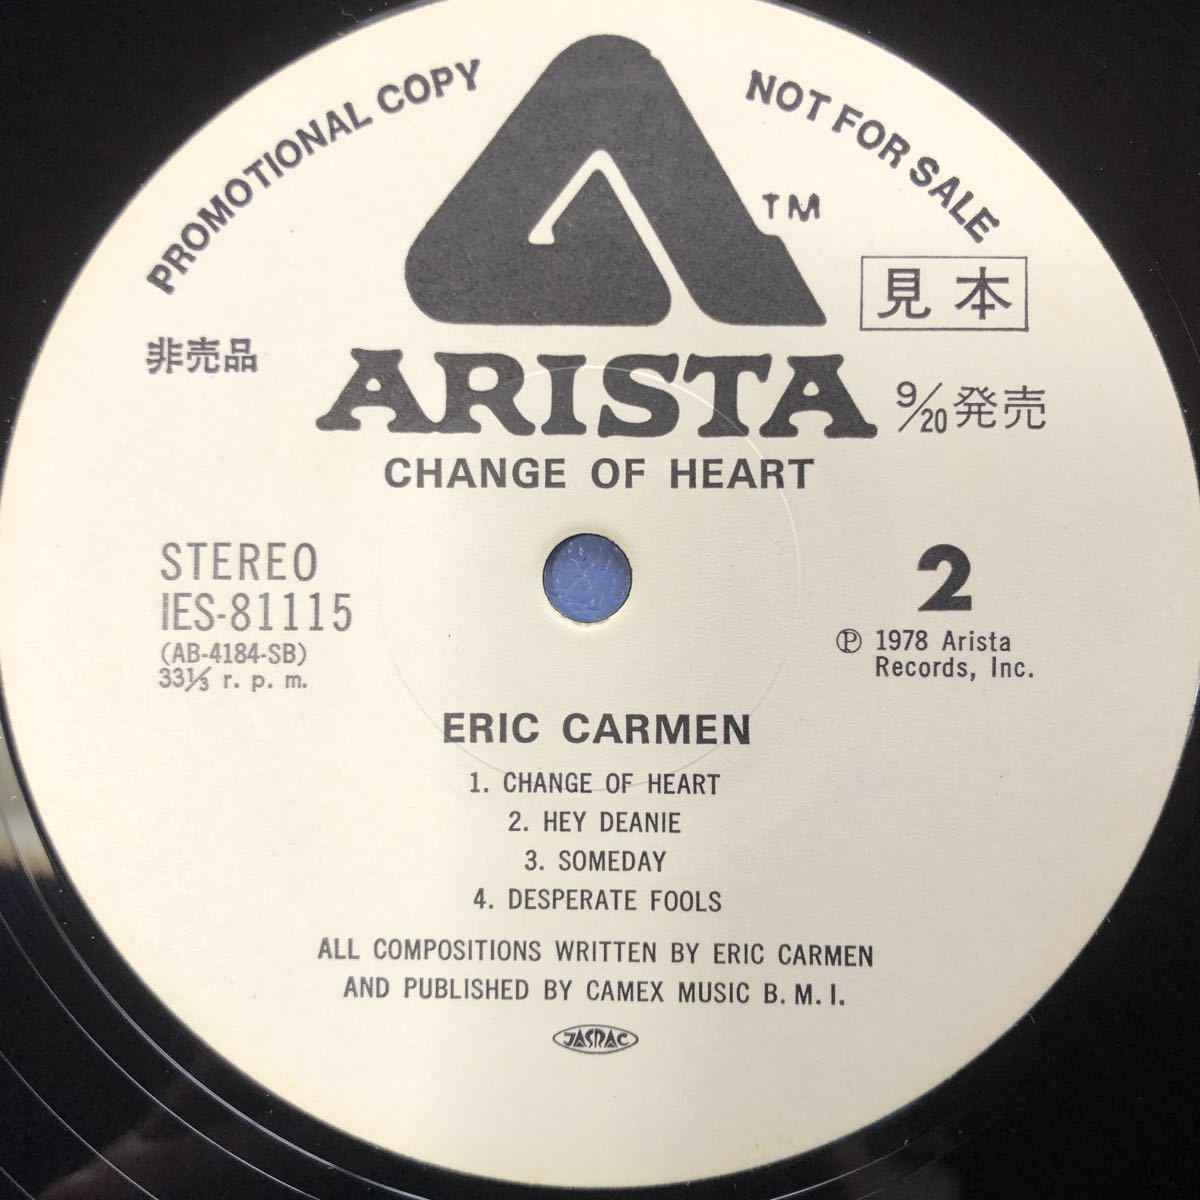 PROMOTIONAL COPY
NOT FOR SALE
TM
見本
非売品
ARISTA
9/20発売
CHANGE OF HEART
STEREO
IES-81115
(AB-4184-SB)
33⅓ r. p. m.
2
Ⓟ 1978 Arista
Records, Inc.
ERIC CARMEN
1. CHANGE OF HEART
2. HEY DEANIE
3. SOMEDAY
4. DESPERATE FOOLS
ALL COMPOSITIONS WRITTEN BY ERIC CARMEN
AND PUBLISHED BY CAMEX MUSIC B. M. I.
JASRAC